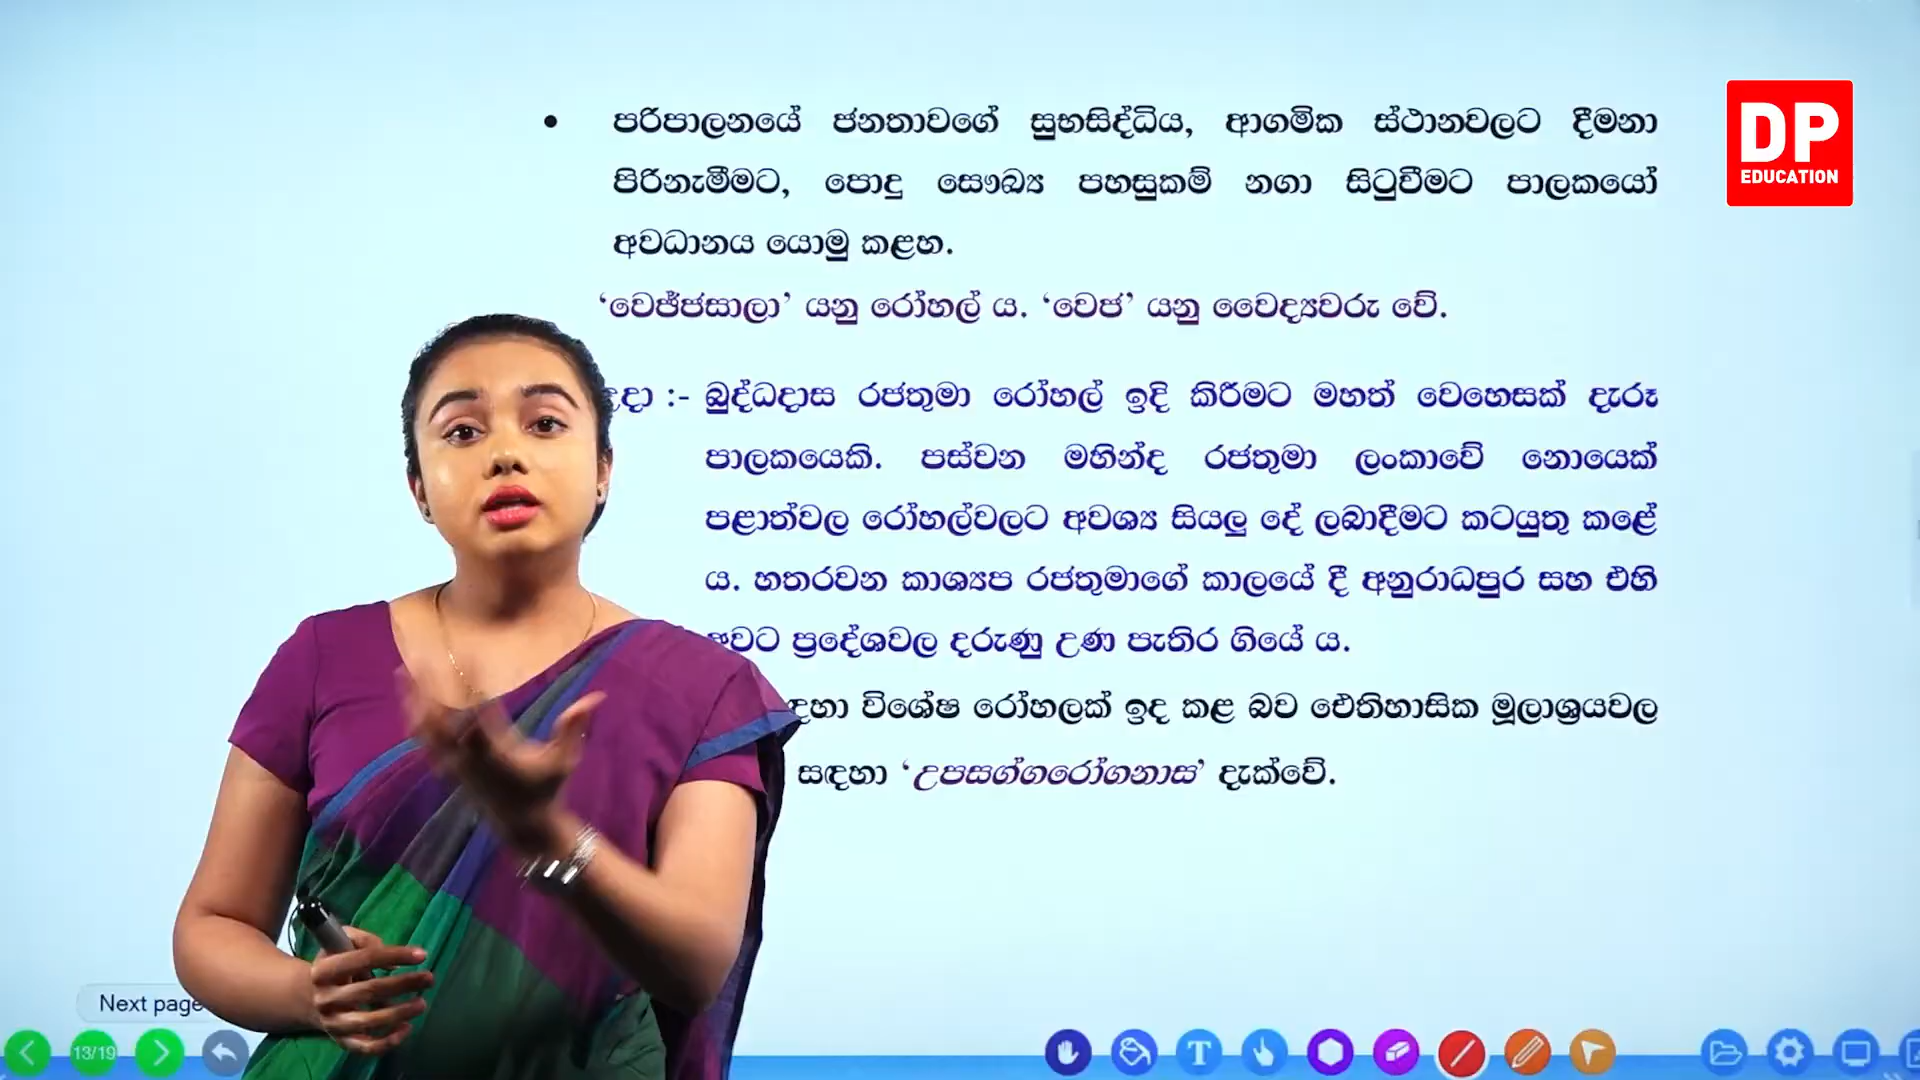 • පරිපාලනයේ ජනතාවගේ සුභසිද්ධිය, ආගමික ස්ථානවලට දීමනා
පිරිනැමීමට, පොදු සෞඛ්‍ය පහසුකම් නගා සිටුවීමට පාලකයෝ
අවධානය යොමු කළහ.
‘වෙජ්ජසාලා’ යනු රෝහල් ය. ‘වෙජ’ යනු වෛද්‍යවරු වේ.
:- බුද්ධදාස රජතුමා රෝහල් ඉදි කිරීමට මහත් වෙහෙසක් දැරූ
පාලකයෙකි. පස්වන මහින්ද රජතුමා ලංකාවේ නොයෙක්
පළාත්වල රෝහල්වලට අවශ්‍ය සියලු දේ ලබාදීමට කටයුතු කළේ
ය. හතරවන කාශ්‍යප රජතුමාගේ කාලයේ දී අනුරාධපුර සහ එහි
අවට ප්‍රදේශවල දරුණු උණ පැතිර ගියේ ය.
විශේෂ රෝහලක් ඉද කළ බව ඓතිහාසික මූලාශ්‍රයවල
සඳහා ‘උපසග්ගරෝගනාස’ දැක්වේ.
DP
EDUCATION
Next page
13/19
T